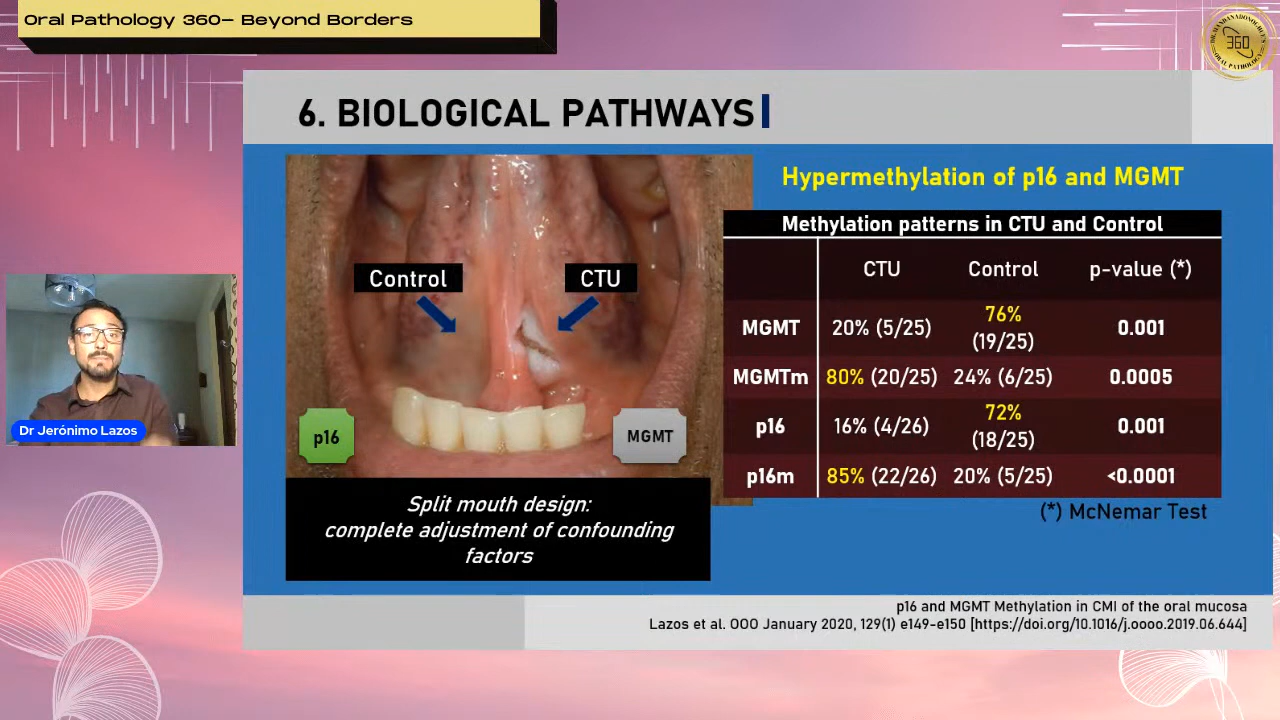 Oral Pathology 360- Beyond Borders
360
ORAL PATHOLOGY
6. BIOLOGICAL PATHWAYS
Control
CTU
p16
MGMT
Split mouth design:
complete adjustment of confounding
factors
Hypermethylation of p16 and MGMT
Methylation patterns in CTU and Control
CTU Control p-value (*)
MGMT 20% (5/25) 76% (19/25) 0.001
MGMTm 80% (20/25) 24% (6/25) 0.0005
p16 16% (4/26) 72% (18/25) 0.001
p16m 85% (22/26) 20% (5/25) <0.0001
(*) McNemar Test
Dr Jerónimo Lazos
p16 and MGMT Methylation in CMI of the oral mucosa
Lazos et al. OOO January 2020, 129(1) e149-e150 [https://doi.org/10.1016/j.oooo.2019.06.644]